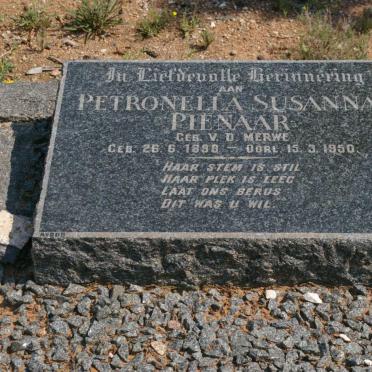 In Liefdevolle Herinnering
AAN
PETRONELLA SUSANNA
PIENAAR
GEB. V. D. MERWE
GEB. 26. 6. 1898 — OORL. 15. 3. 1950.
"HAAR STEM IS STIL
HAAR PLEK IS LEEG
LAAT ONS BERUS
DIT WAS U WIL."